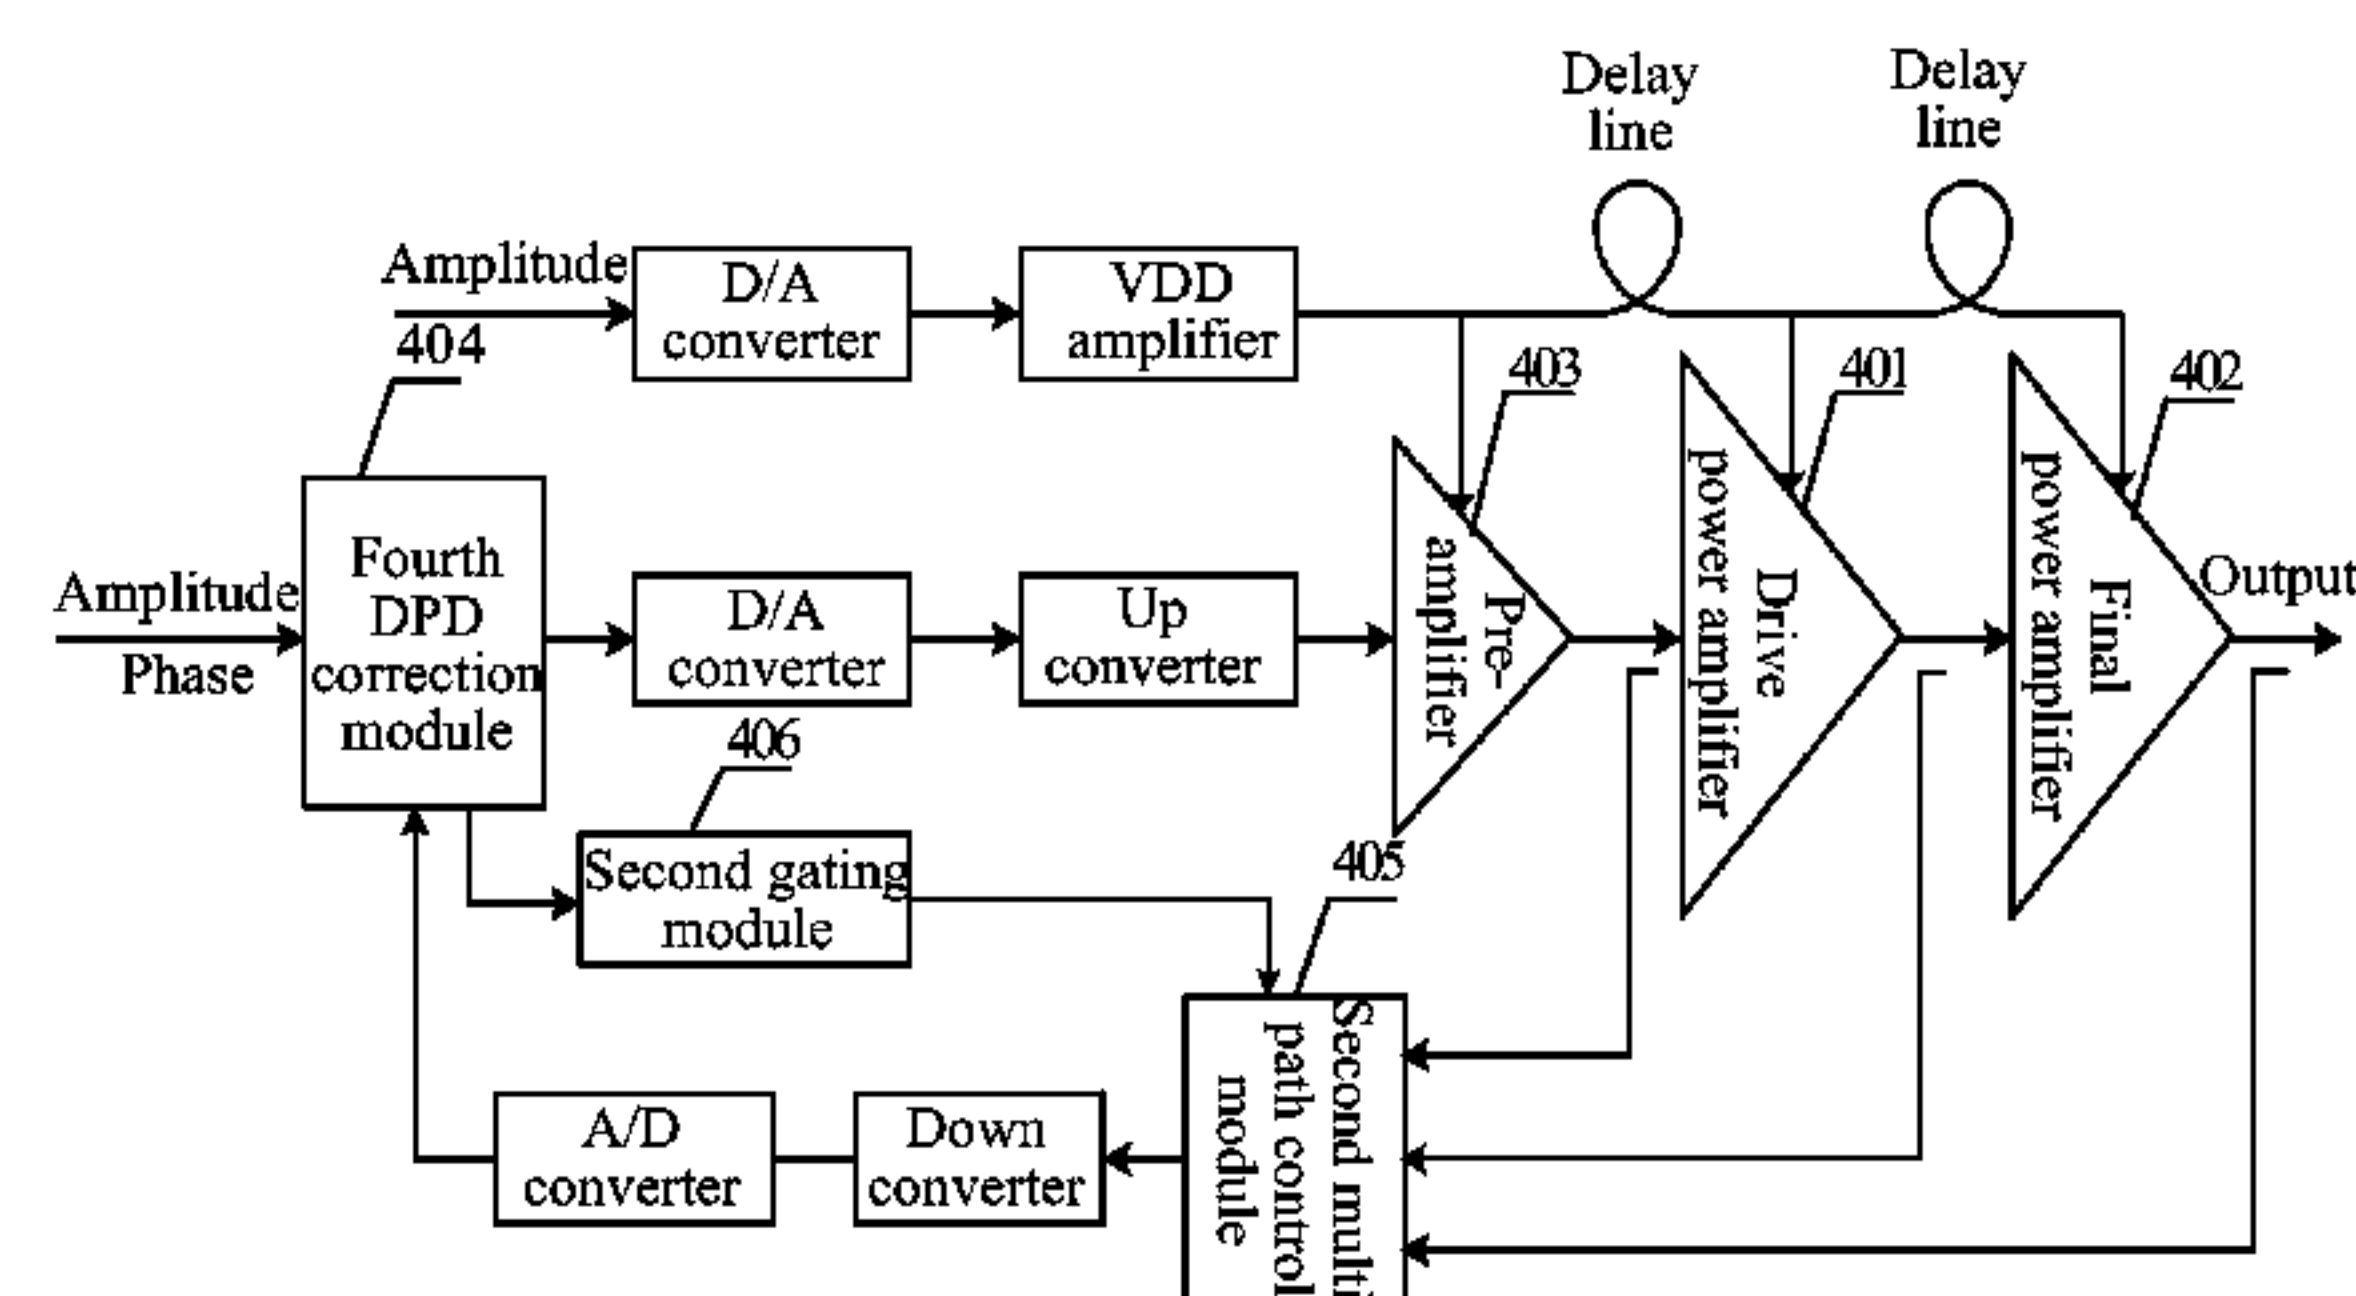 Delay
line
Delay
line
Amplitude
D/A
converter
VDD
amplifier
404
403
401
402
Amplitude
Phase
Fourth
DPD
correction
module
D/A
converter
Up
converter
Pre-
amplifier
Drive
power amplifier
Final
power amplifier
Output
406
Second gating
module
405
Second multi
path control
module
A/D
converter
Down
converter